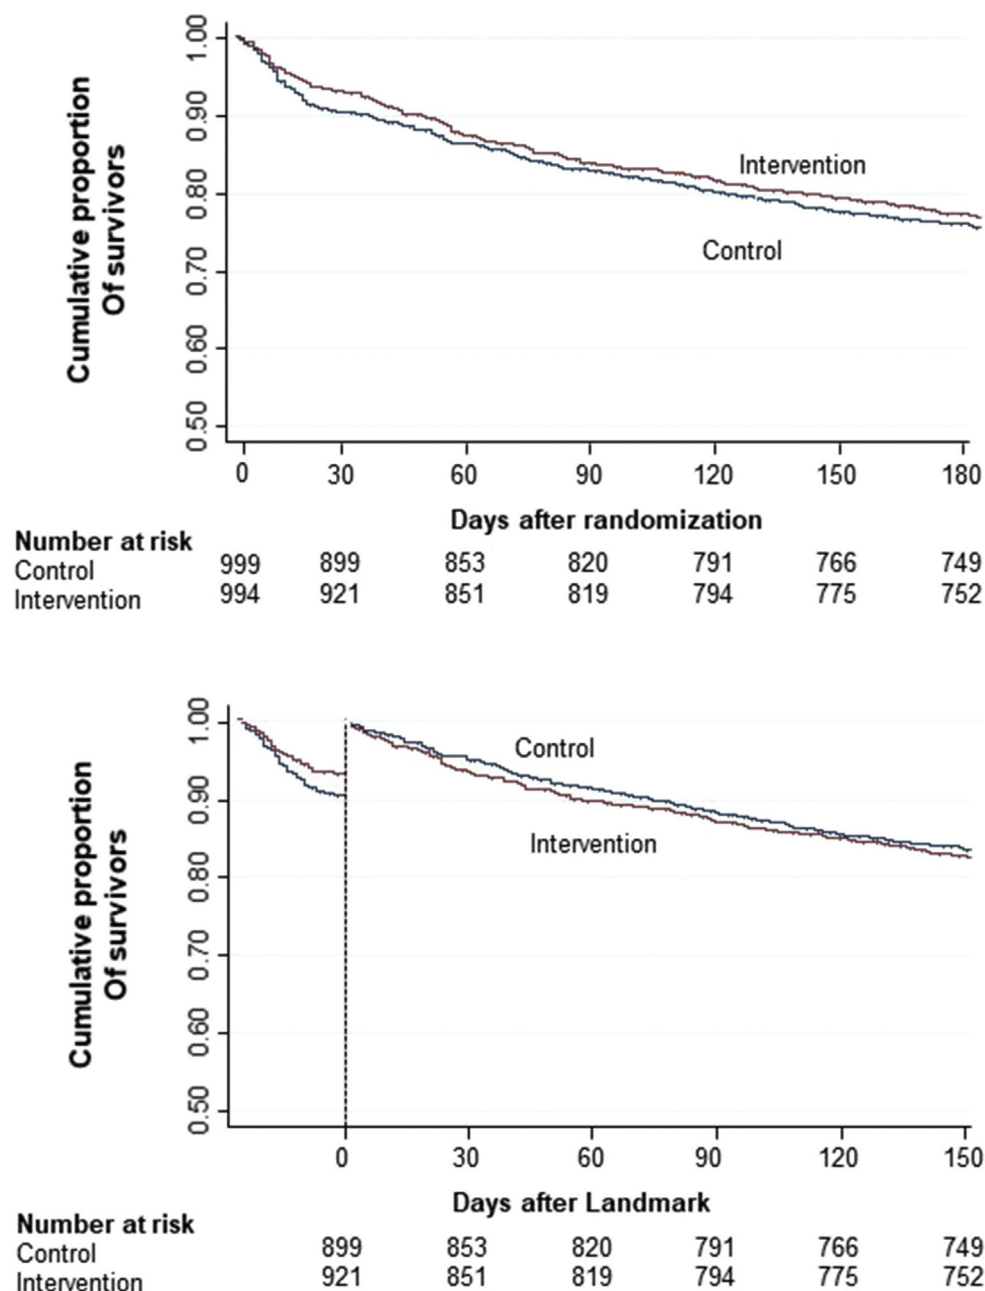 1.00
0.90
0.80
0.70
0.60
0.50
Cumulative proportion
Of survivors
Intervention
Control
0 30 60 90 120 150 180
Days after randomization
Number at risk
Control 999 899 853 820 791 766 749
Intervention 994 921 851 819 794 775 752
1.00
0.90
0.80
0.70
0.60
0.50
Cumulative proportion
Of survivors
Control
Intervention
0 30 60 90 120 150
Days after Landmark
Number at risk
Control 899 853 820 791 766 749
Intervention 921 851 819 794 775 752